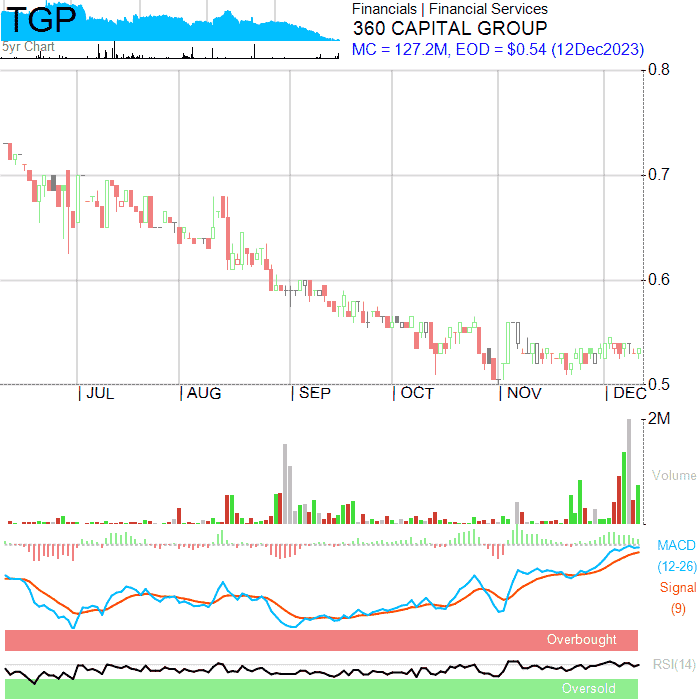 TGP
5yr Chart
Financials | Financial Services
360 CAPITAL GROUP
MC = 127.2M, EOD = $0.54 (12Dec2023)
0.8
0.7
0.6
0.5
| JUL | AUG | SEP | OCT | NOV | DEC
2M
Volume
MACD
(12-26)
Signal
(9)
Overbought
RSI(14)
Oversold